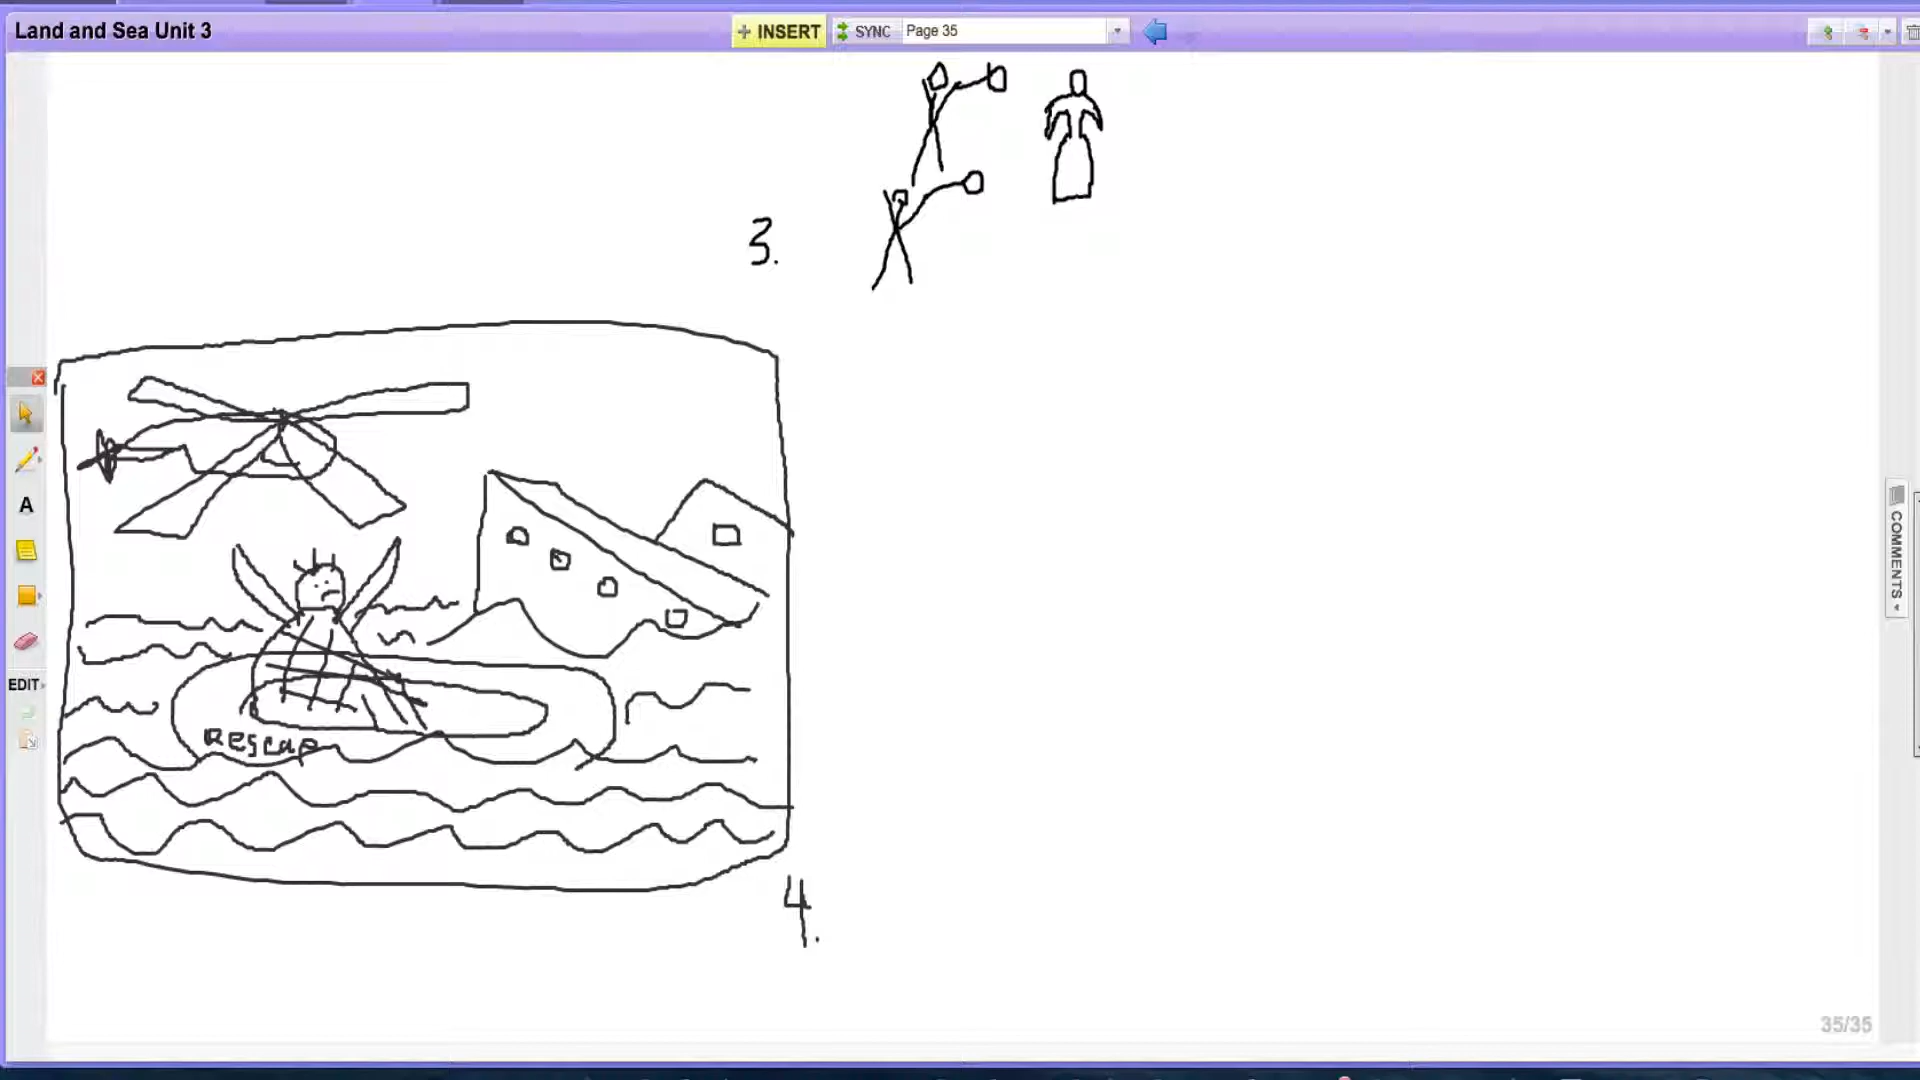 Land and Sea Unit 3
+ INSERT
SYNC
Page 35
3.
A
EDIT
COMMENTS
Rescue
4.
35/35